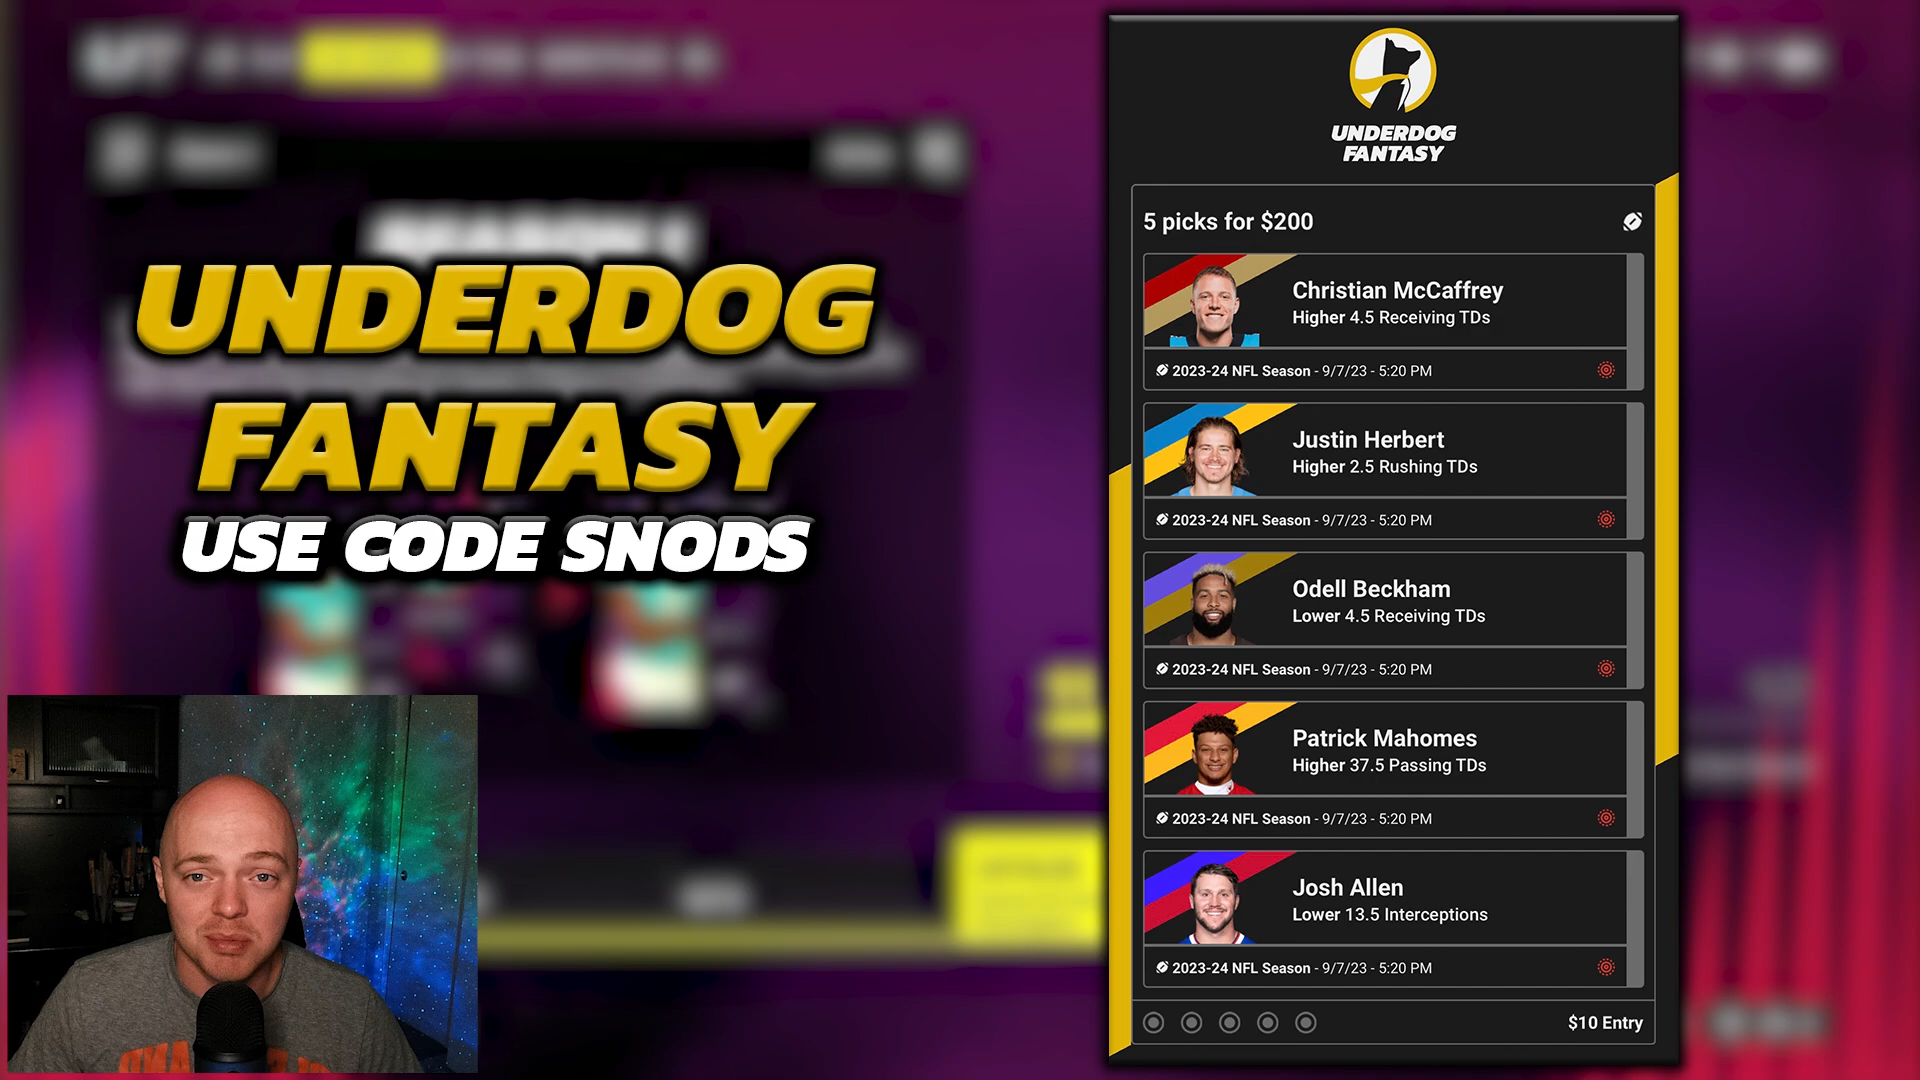 UNDERDOG
FANTASY
USE CODE SNODS
UNDERDOG
FANTASY
5 picks for $200
Christian McCaffrey
Higher 4.5 Receiving TDs
2023-24 NFL Season - 9/7/23 - 5:20 PM
Justin Herbert
Higher 2.5 Rushing TDs
2023-24 NFL Season - 9/7/23 - 5:20 PM
Odell Beckham
Lower 4.5 Receiving TDs
2023-24 NFL Season - 9/7/23 - 5:20 PM
Patrick Mahomes
Higher 37.5 Passing TDs
2023-24 NFL Season - 9/7/23 - 5:20 PM
Josh Allen
Lower 13.5 Interceptions
2023-24 NFL Season - 9/7/23 - 5:20 PM
$10 Entry